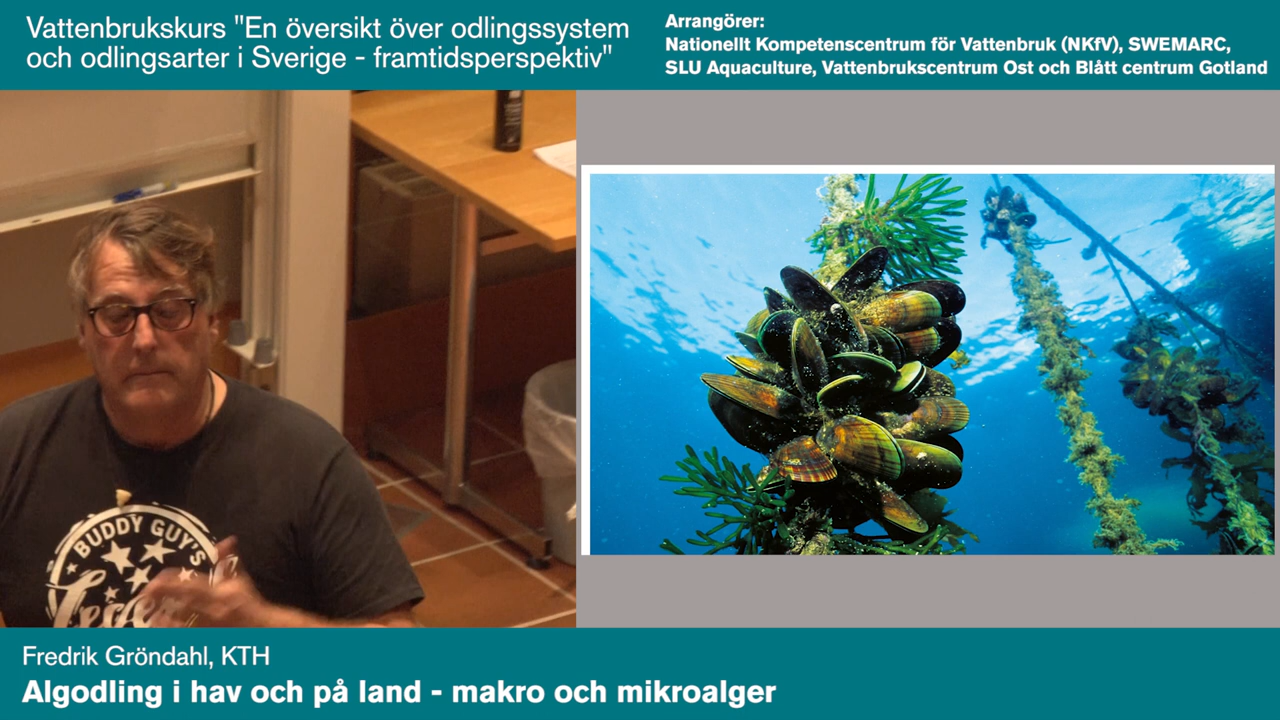 Vattenbrukskurs "En översikt över odlingssystem
och odlingsarter i Sverige - framtidsperspektiv"
Arrangörer:
Nationellt Kompetenscentrum för Vattenbruk (NKfV), SWEMARC,
SLU Aquaculture, Vattenbrukscentrum Ost och Blått centrum Gotland
BUDDY GUY'S
Fredrik Gröndahl, KTH
Algodling i hav och på land - makro och mikroalger